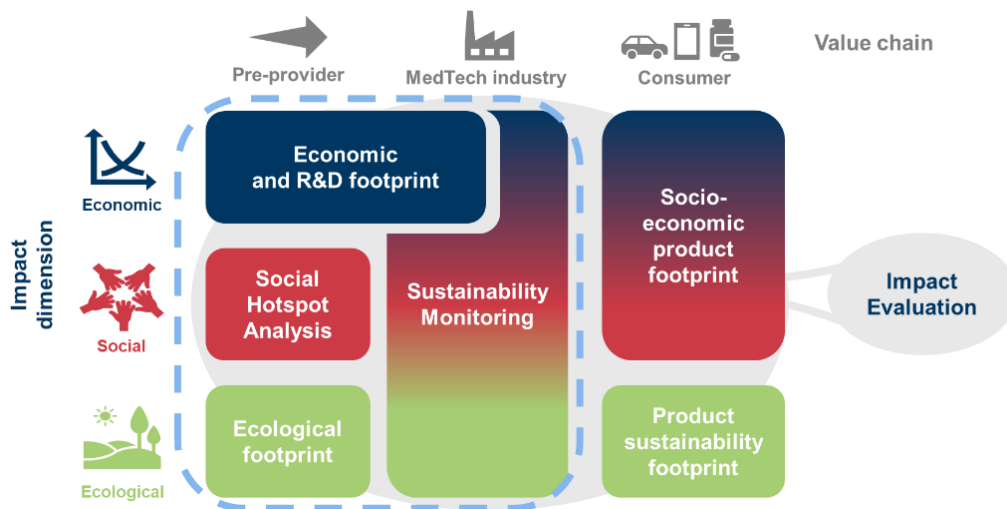 Value chain
Pre-provider
MedTech industry
Consumer
Impact
dimension
Economic
Social
Ecological
Economic
and R&D footprint
Social
Hotspot
Analysis
Ecological
footprint
Sustainability
Monitoring
Socio-
economic
product
footprint
Product
sustainability
footprint
Impact
Evaluation